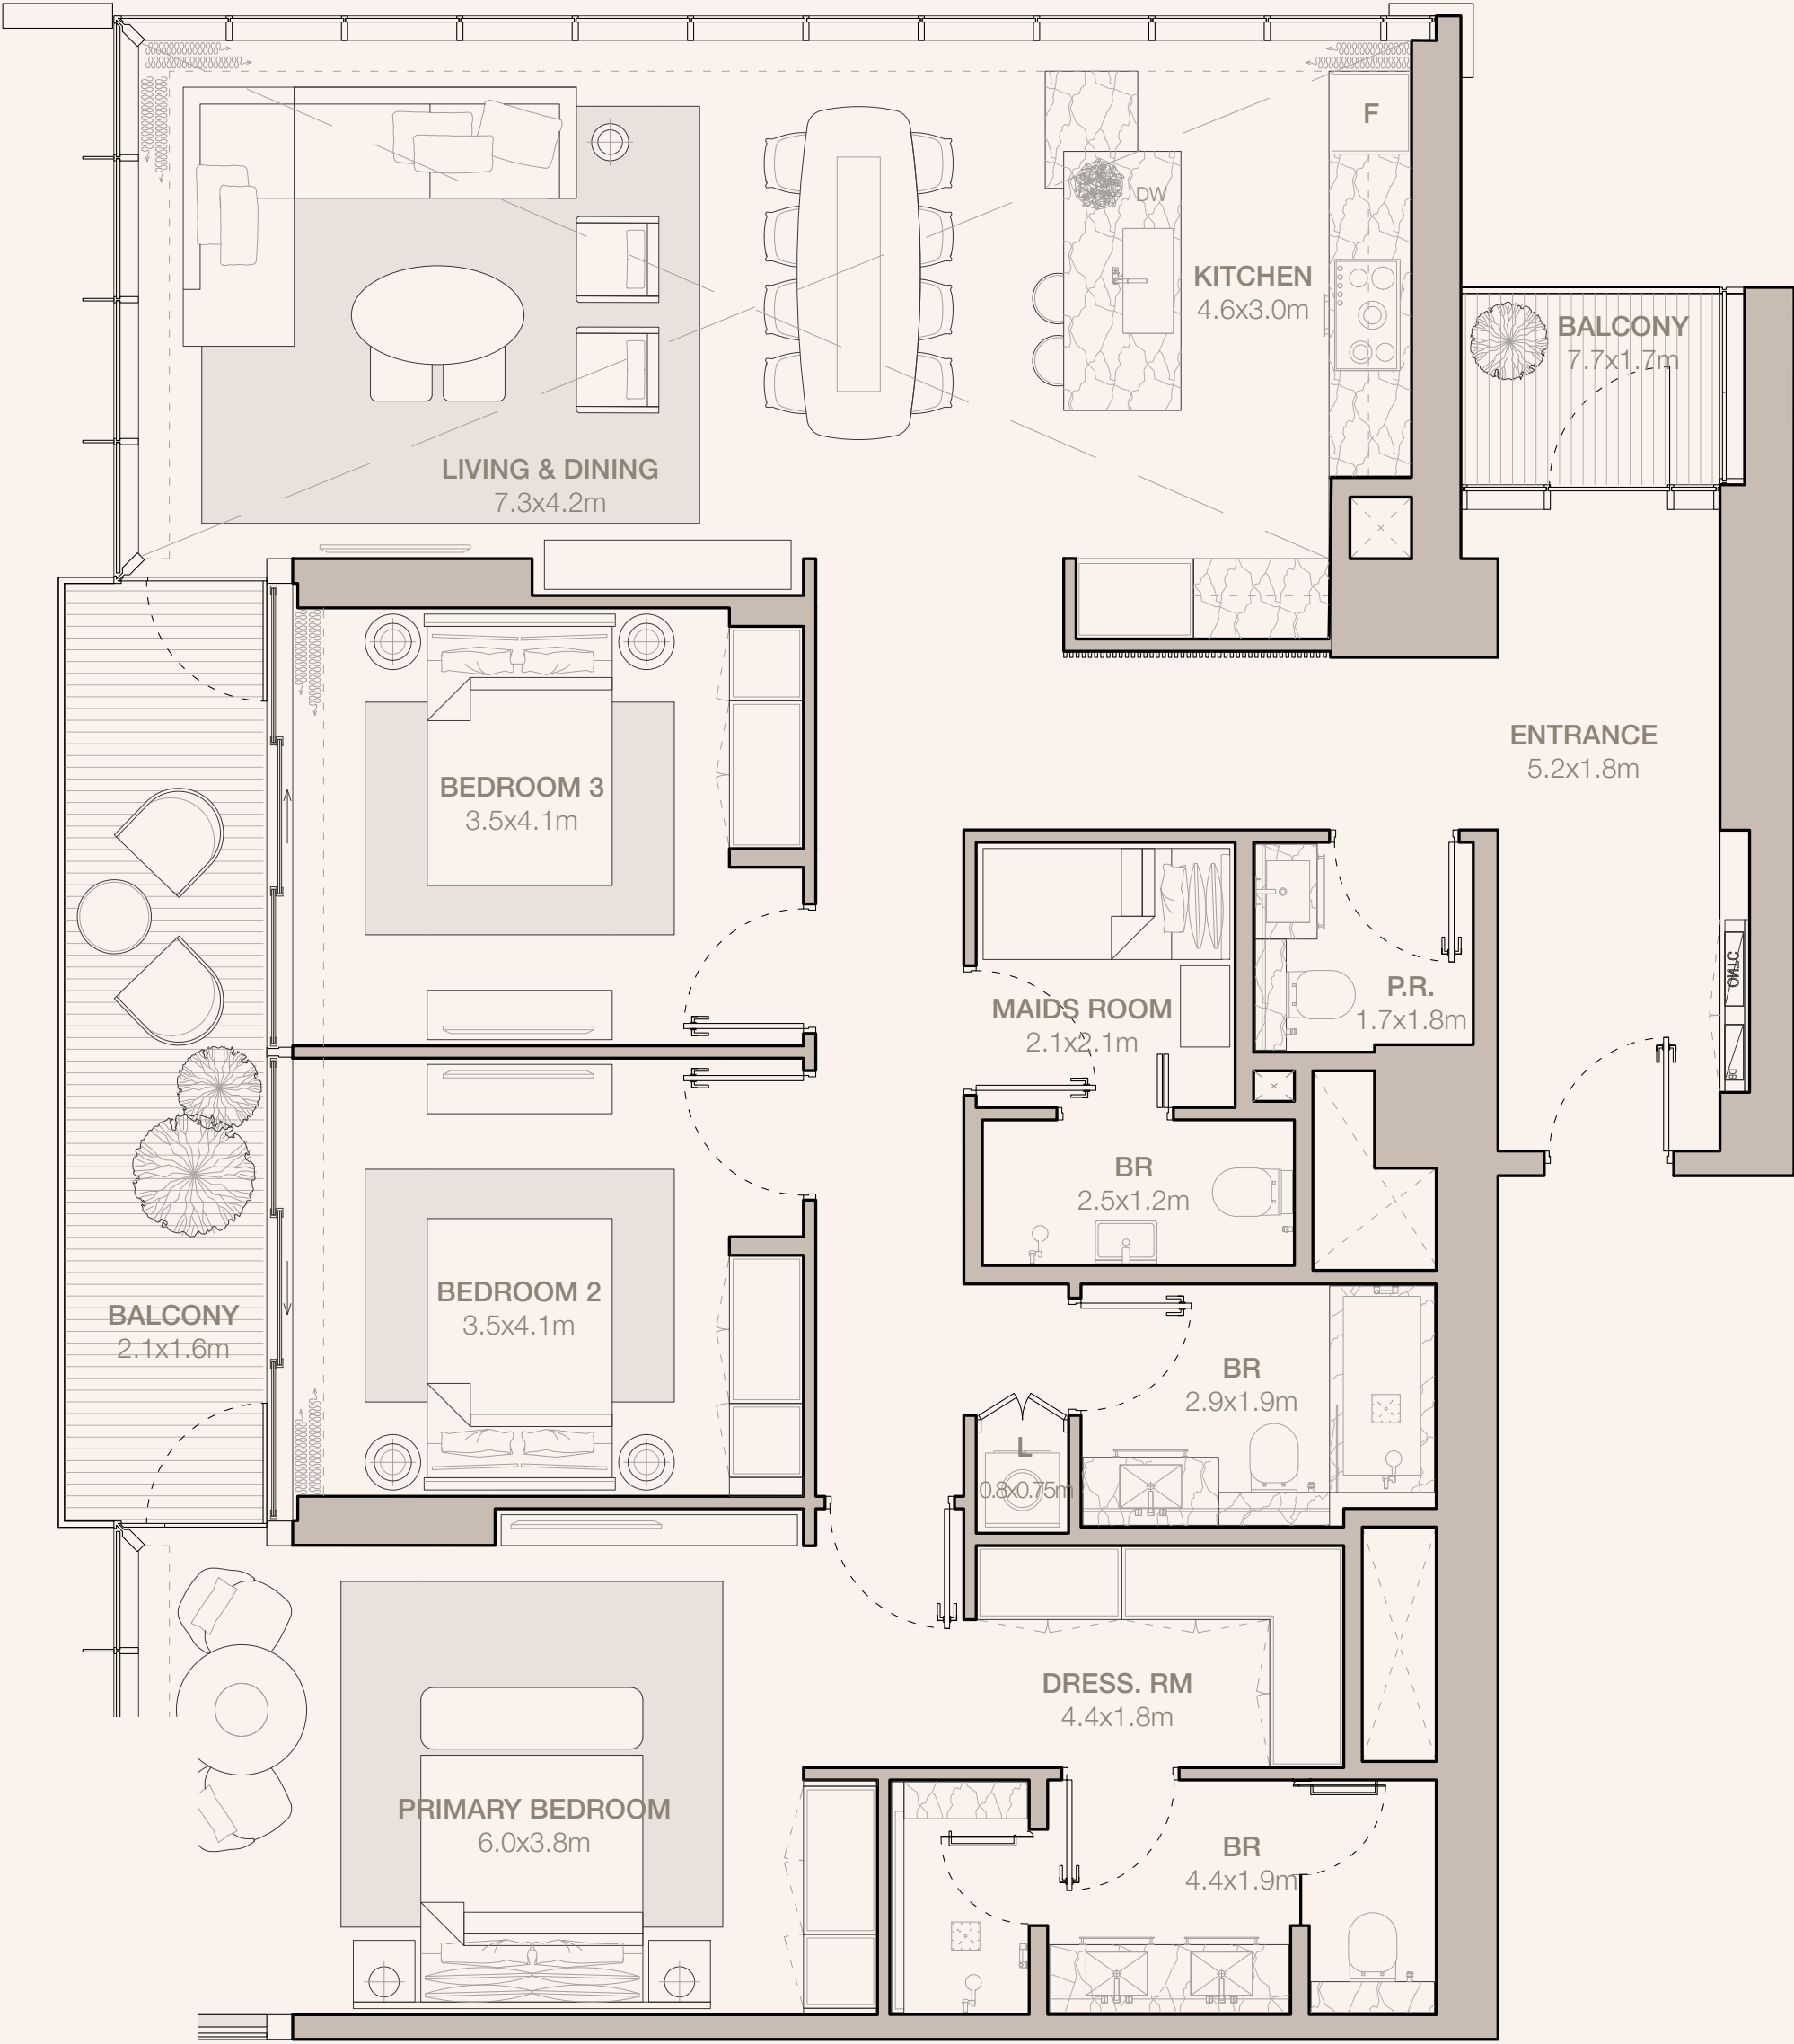 F
DW
KITCHEN
4.6x3.0m
BALCONY
7.7x1.7m
LIVING & DINING
7.3x4.2m
ENTRANCE
5.2x1.8m
BEDROOM 3
3.5x4.1m
MAIDS ROOM
2.1x2.1m
P.R.
1.7x1.8m
ONTC
DB
BR
2.5x1.2m
BEDROOM 2
3.5x4.1m
BALCONY
2.1x1.6m
BR
2.9x1.9m
L
0.8x0.75m
DRESS. RM
4.4x1.8m
PRIMARY BEDROOM
6.0x3.8m
BR
4.4x1.9m